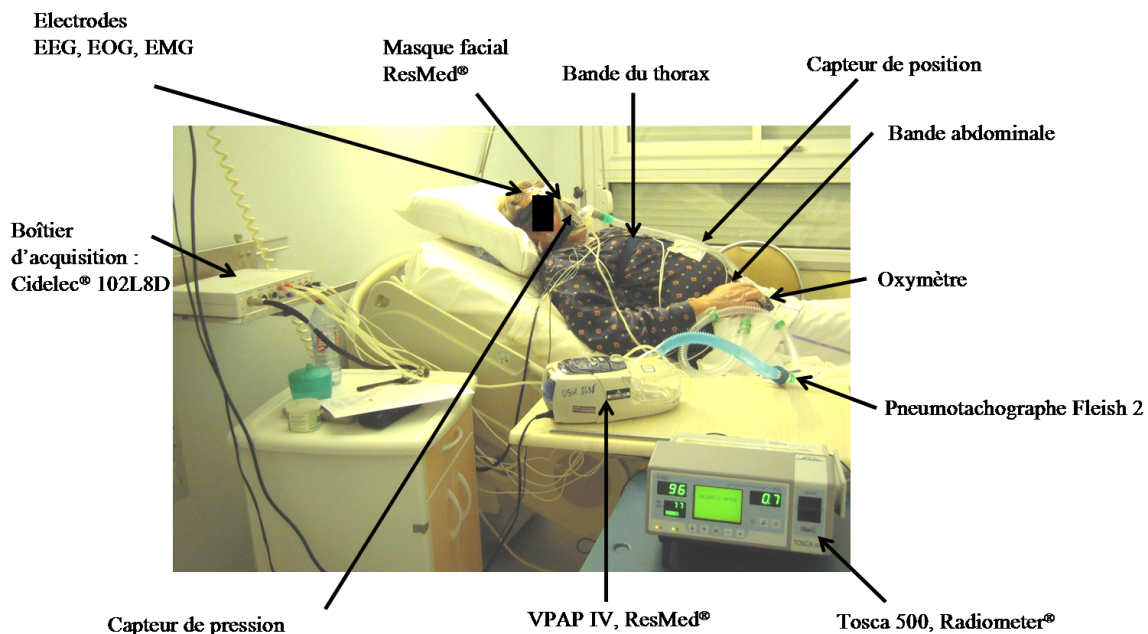 Electrodes
EEG, EOG, EMG
Masque facial
ResMed®
Bande du thorax
Capteur de position
Bande abdominale
Boîtier
d'acquisition :
Cidelec® 102L8D
Oxymètre
Pneumotachographe Fleish 2
96
77
0.7
TOSCA
Capteur de pression
VPAP IV, ResMed®
Tosca 500, Radiometer®